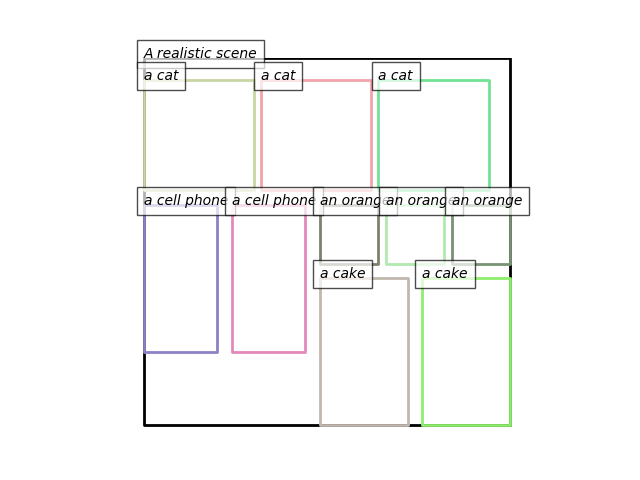 A realistic scene
a cat
a cat
a cat
a cell phone
a cell phone
an orange
an orange
an orange
a cake
a cake